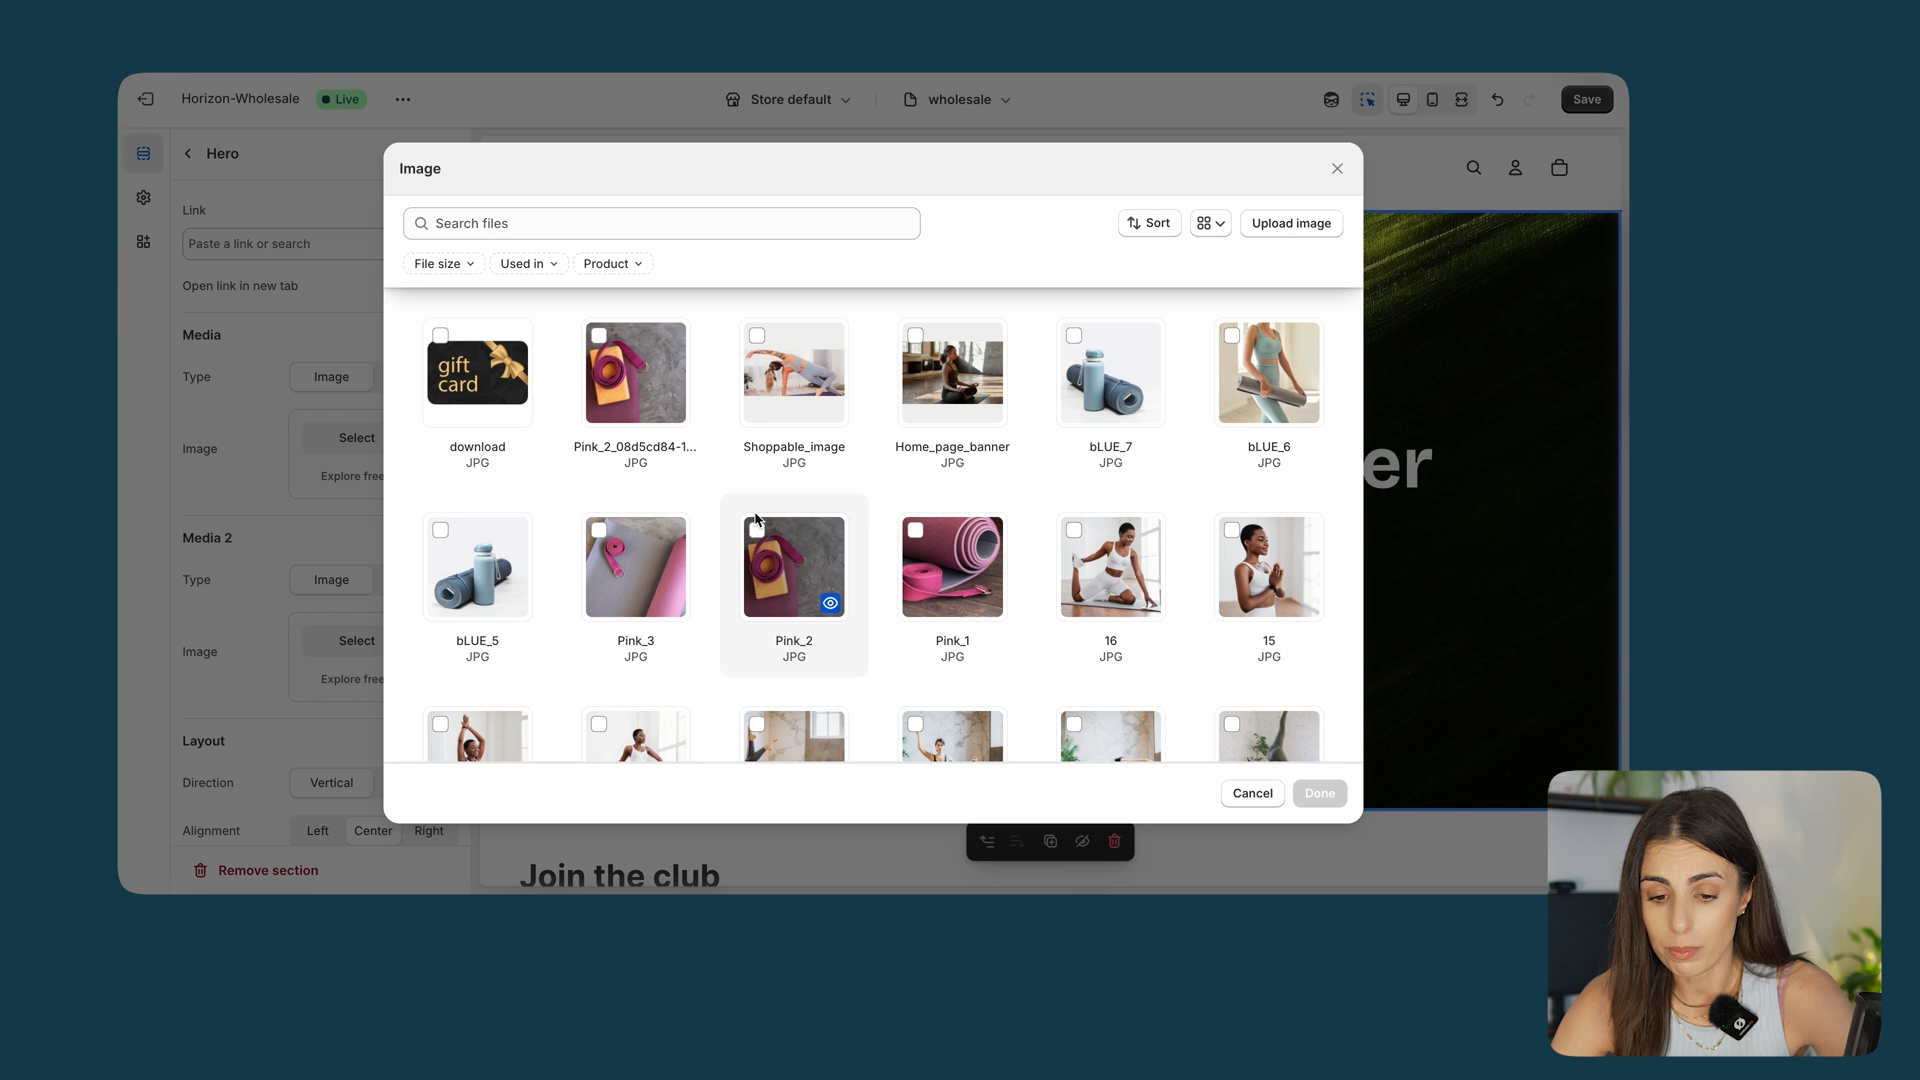 Horizon-Wholesale
Live
Store default
wholesale
Save
Hero
Link
Paste a link or search
Open link in new tab
Media
Type
Image
Image
Select
Explore free
Media 2
Type
Image
Image
Select
Explore free
Layout
Direction
Vertical
Alignment
Left
Center
Right
Remove section
Image
Search files
Sort
Upload image
File size
Used in
Product
gift
card
download
JPG
Pink_2_08d5cd84-1...
JPG
Shoppable_image
JPG
Home_page_banner
JPG
bLUE_7
JPG
bLUE_6
JPG
bLUE_5
JPG
Pink_3
JPG
Pink_2
JPG
Pink_1
JPG
16
JPG
15
JPG
Cancel
Done
er
Join the club